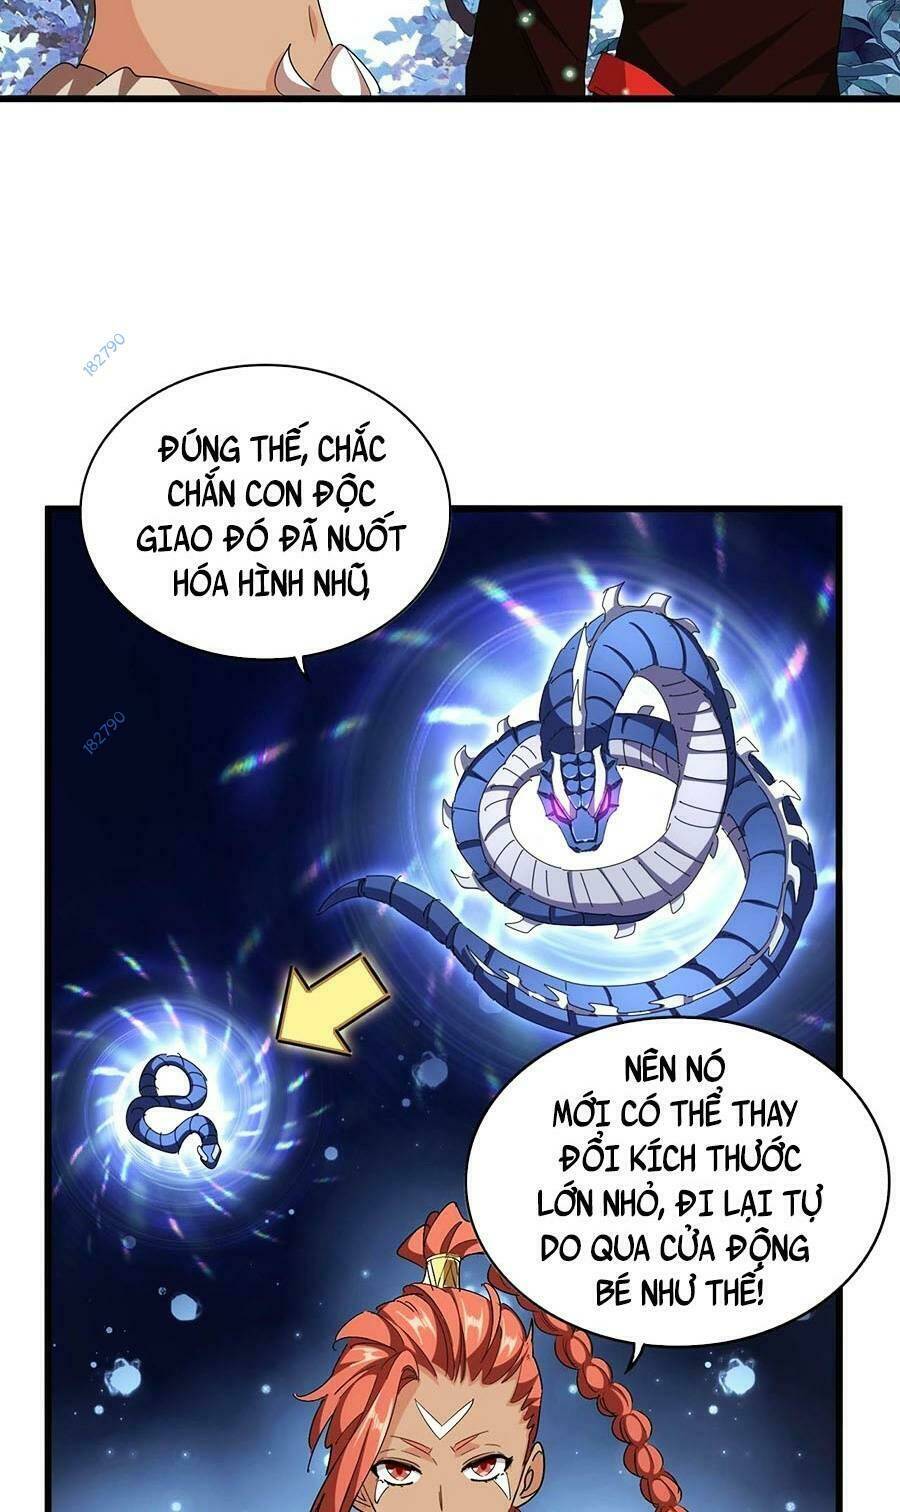 182790
ĐÚNG THẾ, CHẮC
CHẮN CON ĐỘC
GIAO ĐÓ ĐÃ NUỐT
HÓA HÌNH NHŨ,
182790
NÊN NÓ
MỚI CÓ THỂ THAY
ĐỔI KÍCH THƯỚC
LỚN NHỎ, ĐI LẠI TỰ
DO QUA CỬA ĐỘNG
BÉ NHƯ THẾ!